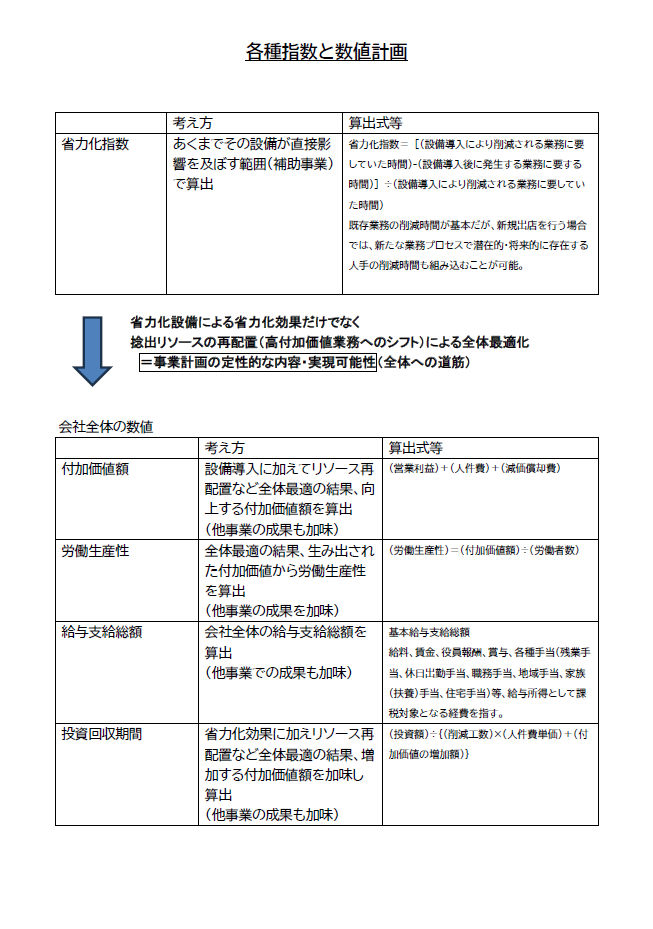 各種指数と数値計画
考え方
算出式等
省力化指数
あくまでその設備が直接影
響を及ぼす範囲（補助事業）
で算出
省力化指数＝［（設備導入により削減される業務に要
していた時間）-（設備導入後に発生する業務に要する
時間）］÷（設備導入により削減される業務に要してい
た時間）
既存業務の削減時間が基本だが、新規出店を行う場合
では、新たな業務プロセスで潜在的・将来的に存在する
人手の削減時間も組み込むことが可能。
省力化設備による省力化効果だけでなく
捻出リソースの再配置（高付加価値業務へのシフト）による全体最適化
＝事業計画の定性的な内容・実現可能性（全体への道筋）
会社全体の数値
考え方
算出式等
付加価値額
設備導入に加えてリソース再
配置など全体最適の結果、向
上する付加価値額を算出
（他事業の成果も加味）
（営業利益）＋（人件費）＋（減価償却費）
労働生産性
全体最適の結果、生み出され
た付加価値から労働生産性
を算出
（他事業の成果を加味）
（労働生産性）＝（付加価値額）÷（労働者数）
給与支給総額
会社全体の給与支給総額を
算出
（他事業での成果も加味）
基本給与支給総額
給料、賃金、役員報酬、賞与、各種手当（残業手
当、休日出勤手当、職務手当、地域手当、家族
（扶養）手当、住宅手当）等、給与所得として課
税対象となる経費を指す。
投資回収期間
省力化効果に加えリソース再
配置など全体最適の結果、増
加する付加価値額を加味し
算出
（他事業の成果も加味）
（投資額）÷｛（削減工数）×（人件費単価）＋（付
加価値の増加額）｝